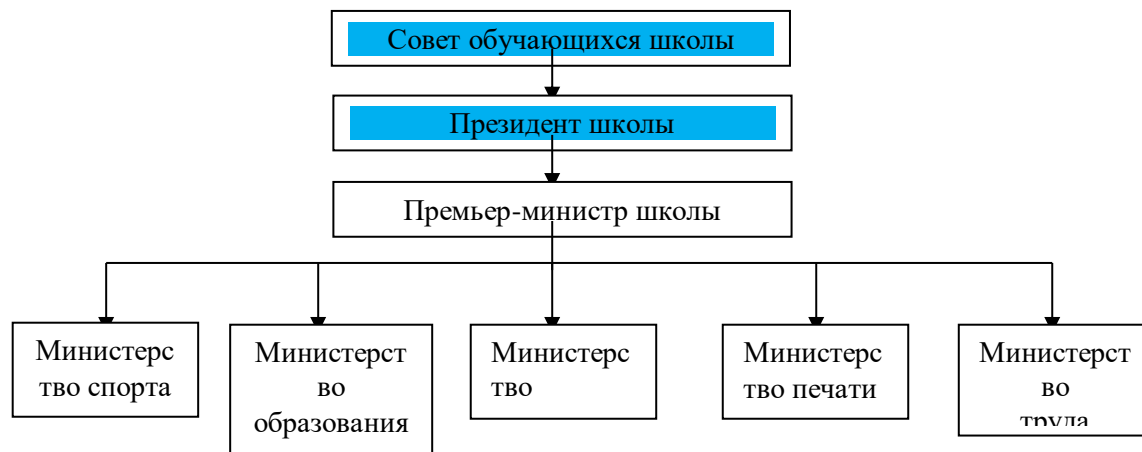 Совет обучающихся школы
Президент школы
Премьер-министр школы
Министерс
тво спорта
Министерст
во
образования
Министерс
тво
Министерс
тво печати
Министерст
во
труда